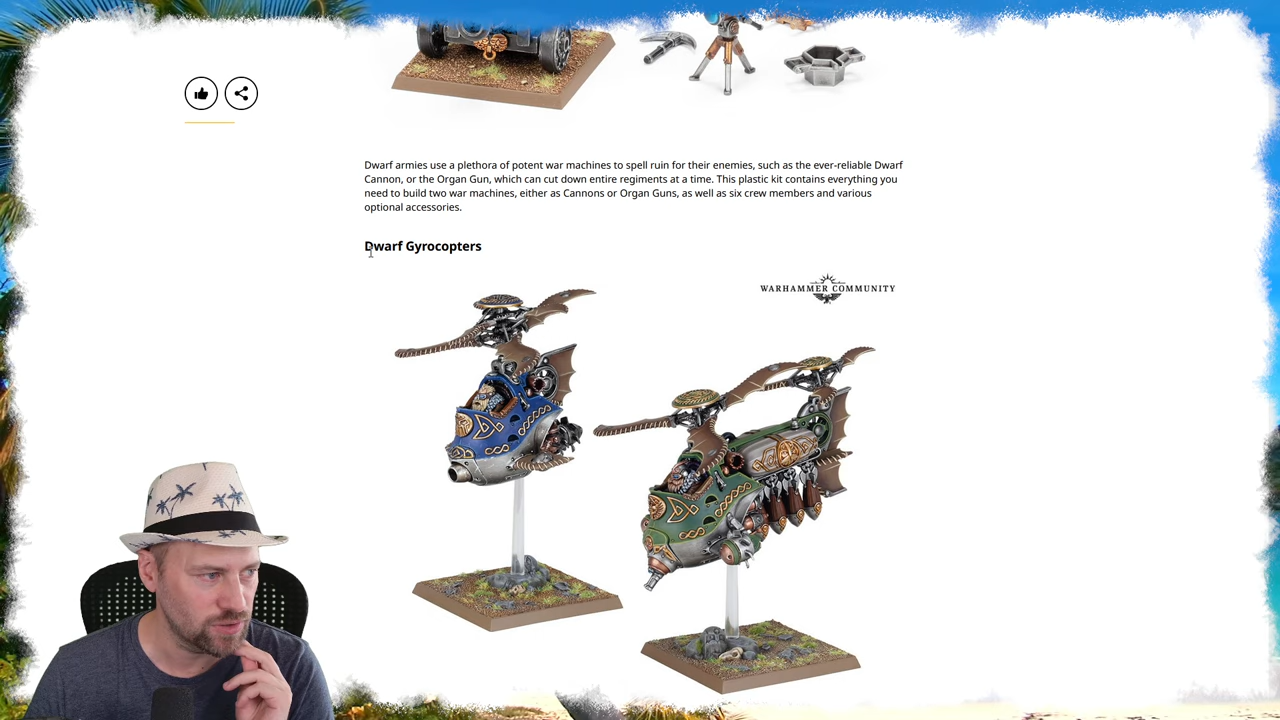 Dwarf armies use a plethora of potent war machines to spell ruin for their enemies, such as the ever-reliable Dwarf
Cannon, or the Organ Gun, which can cut down entire regiments at a time. This plastic kit contains everything you
need to build two war machines, either as Cannons or Organ Guns, as well as six crew members and various
optional accessories.
Dwarf Gyrocopters
WARHAMMER COMMUNITY